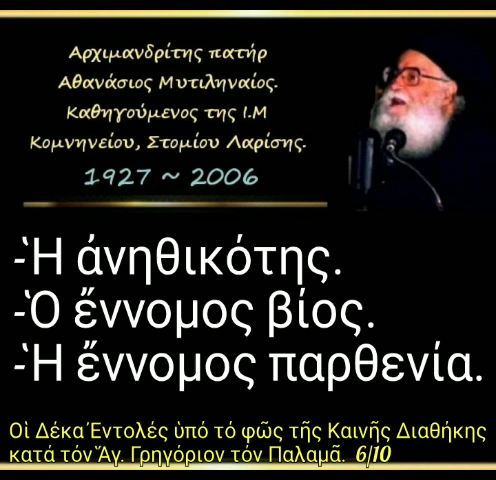 Αρχιμανδρίτης πατήρ
Αθανάσιος Μυτιληναίος.
Καθηγούμενος της Ι.Μ
Κομνηνείου, Στομίου Λαρίσης.
1927 ~ 2006
-Ἡ ἀνηθικότης.
-Ὁ ἔννομος βίος.
-Ἡ ἔννομος παρθενία.
Οἱ Δέκα Ἐντολές ὑπό τό φῶς τῆς Καινῆς Διαθήκης
κατά τόν Ἅγ. Γρηγόριον τόν Παλαμᾶ. 6/10